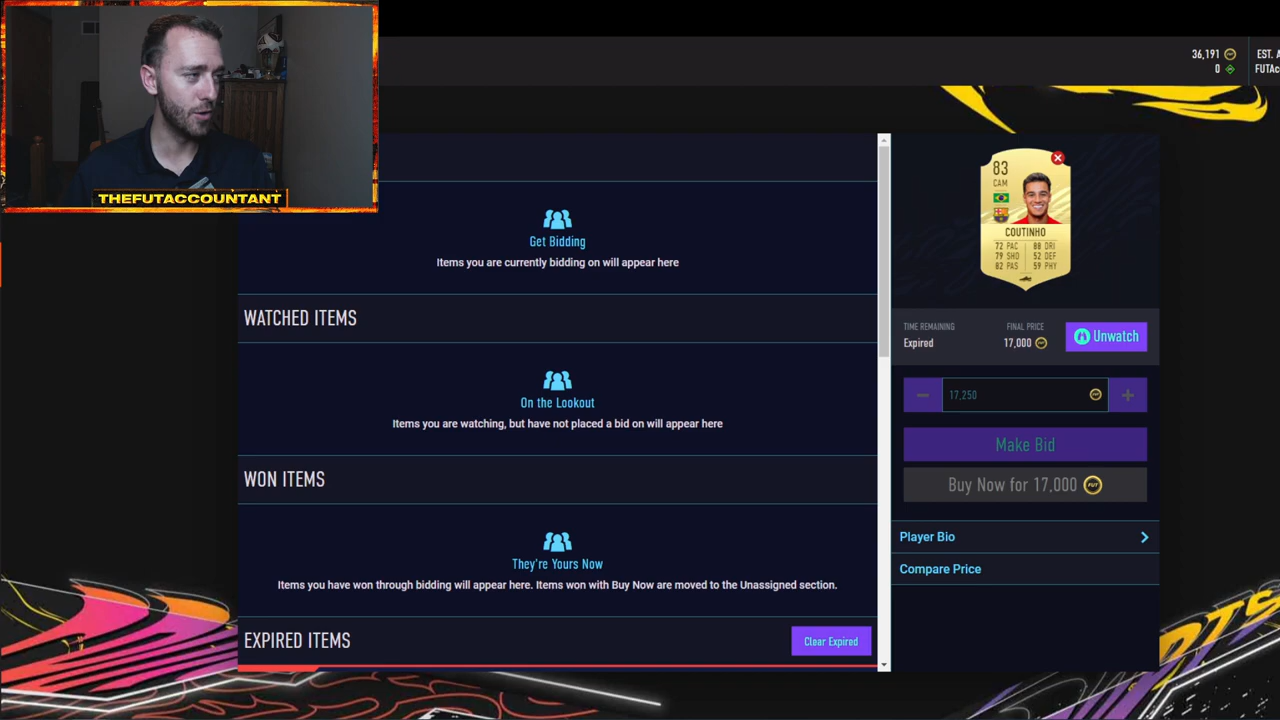 THEFUTACCOUNTANT
36,191
0
EST.
Get Bidding
Items you are currently bidding on will appear here
WATCHED ITEMS
On the Lookout
Items you are watching, but have not placed a bid on will appear here
WON ITEMS
They're Yours Now
Items you have won through bidding will appear here. Items won with Buy Now are moved to the Unassigned section.
EXPIRED ITEMS
Clear Expired
83
CAM
COUTINHO
72 PAC 88 DRI
79 SHO 52 DEF
82 PAS 59 PHY
TIME REMAINING
Expired
FINAL PRICE
17,000
Unwatch
17,250
Make Bid
Buy Now for 17,000
Player Bio
Compare Price